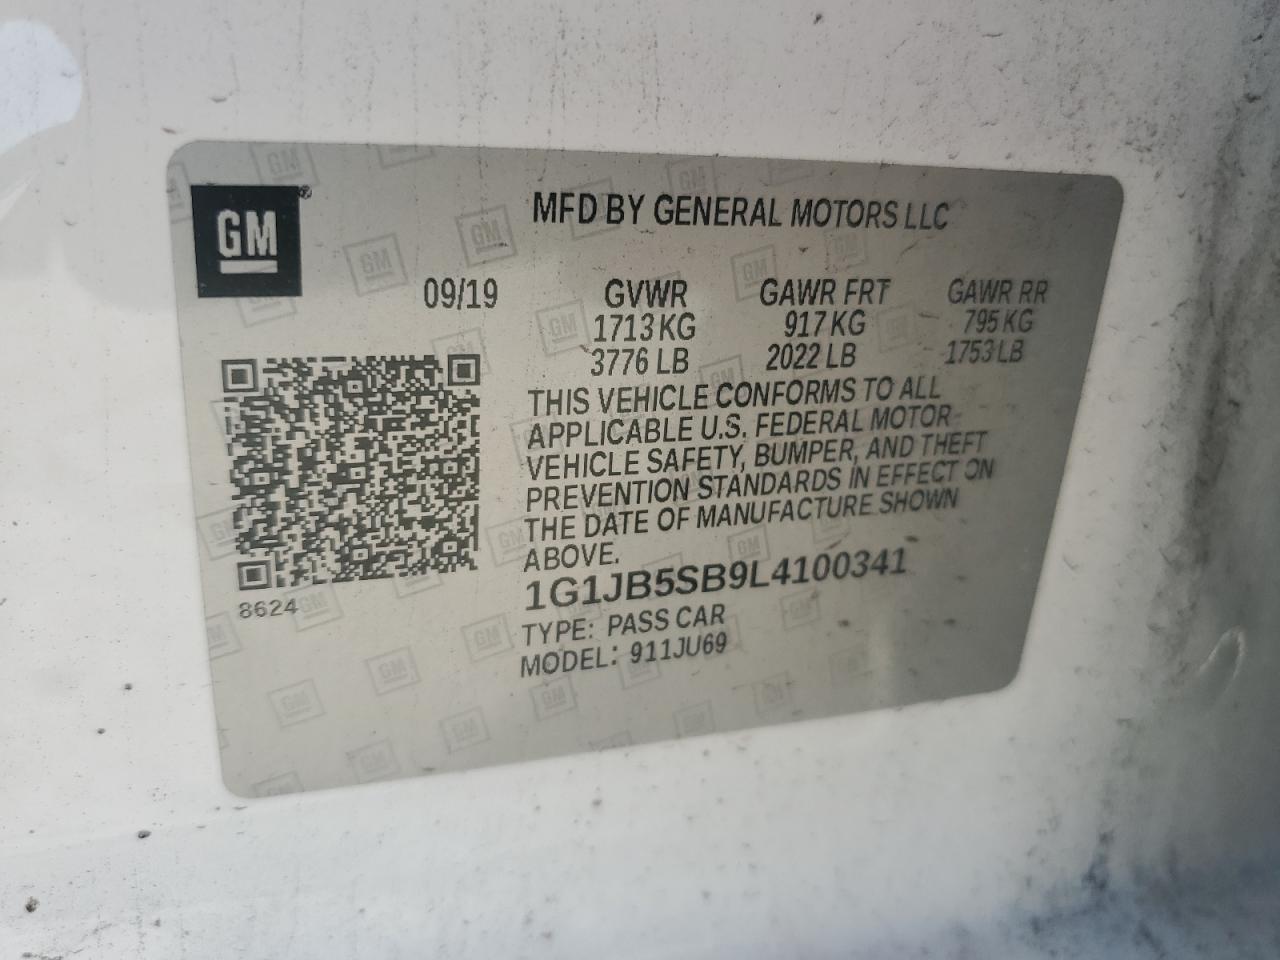 GM
MFD BY GENERAL MOTORS LLC
09/19 GVWR GAWR FRT GAWR RR
1713 KG 917 KG 795 KG
3776 LB 2022 LB 1753 LB
THIS VEHICLE CONFORMS TO ALL
APPLICABLE U.S. FEDERAL MOTOR
VEHICLE SAFETY, BUMPER, AND THEFT
PREVENTION STANDARDS IN EFFECT ON
THE DATE OF MANUFACTURE SHOWN
ABOVE.
1G1JB5SB9L4100341
8624
TYPE: PASS CAR
MODEL: 911JU69